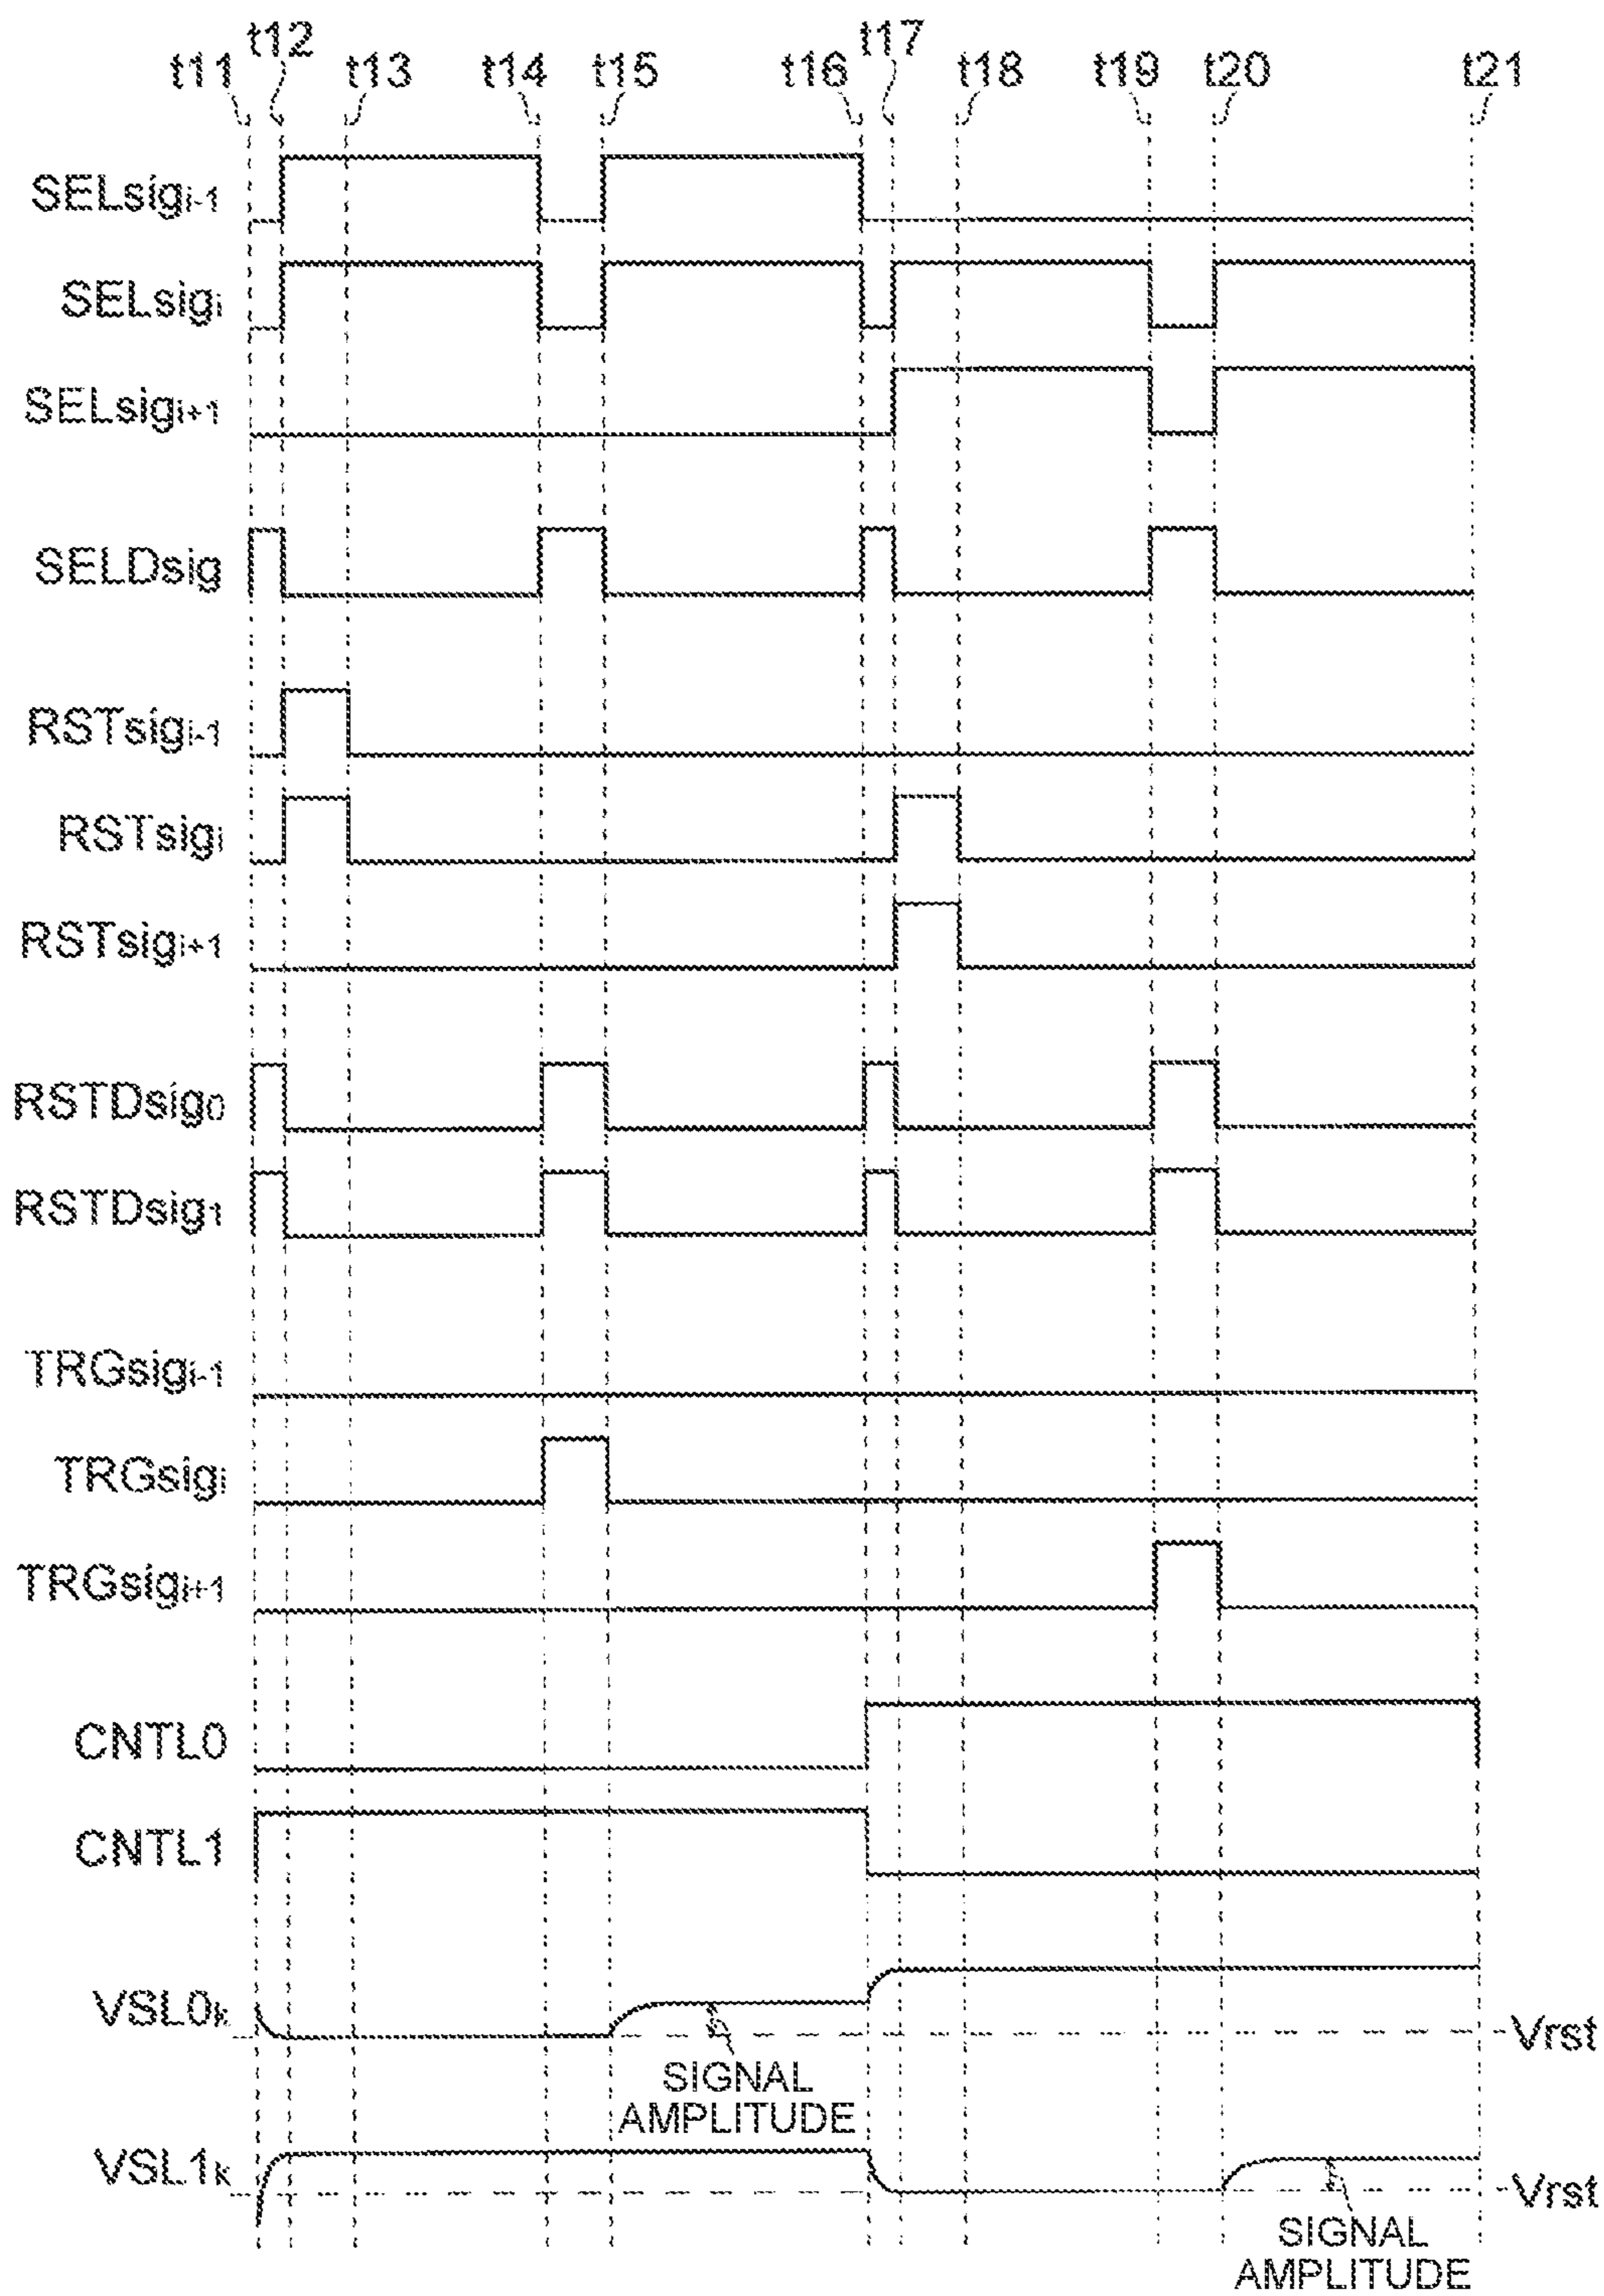 t11 t12 t13 t14 t15 t16 t17 t18 t19 t20 t21
SELsigi-1
SELsigi
SELsigi+1
SELDsig
RSTsigi-1
RSTsigi
RSTsigi+1
RSTDsig0
RSTDsig1
TRGsigi-1
TRGsigi
TRGsigi+1
CNTL0
CNTL1
VSL0k
Vrst
SIGNAL
AMPLITUDE
VSL1k
Vrst
SIGNAL
AMPLITUDE